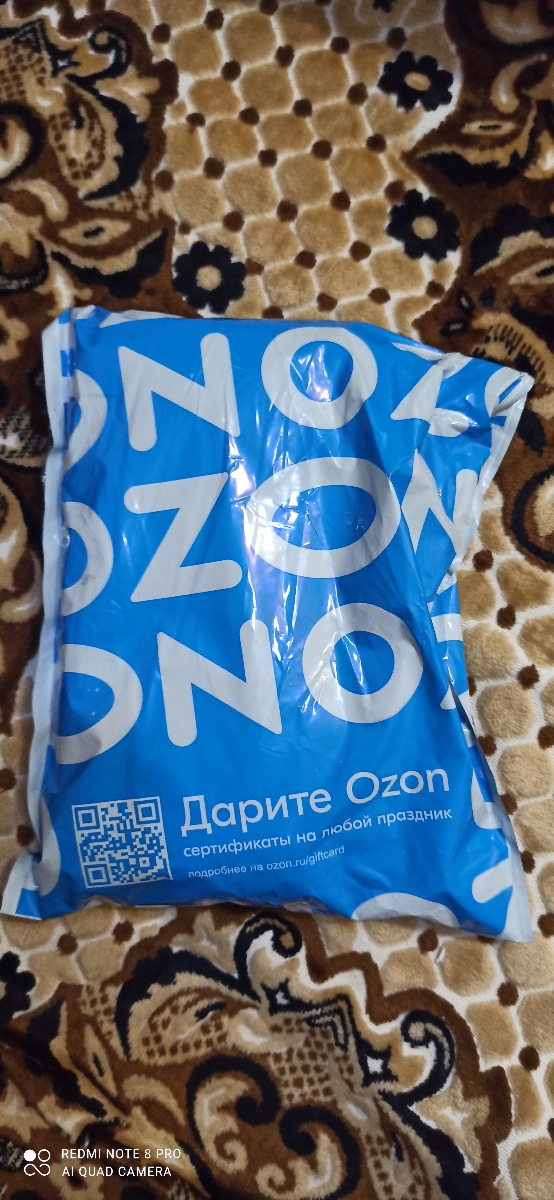 OZON
OZON
OZON
Дарите Ozon
сертификаты на любой праздник
подробнее на ozon.ru/giftcard
REDMI NOTE 8 PRO
AI QUAD CAMERA